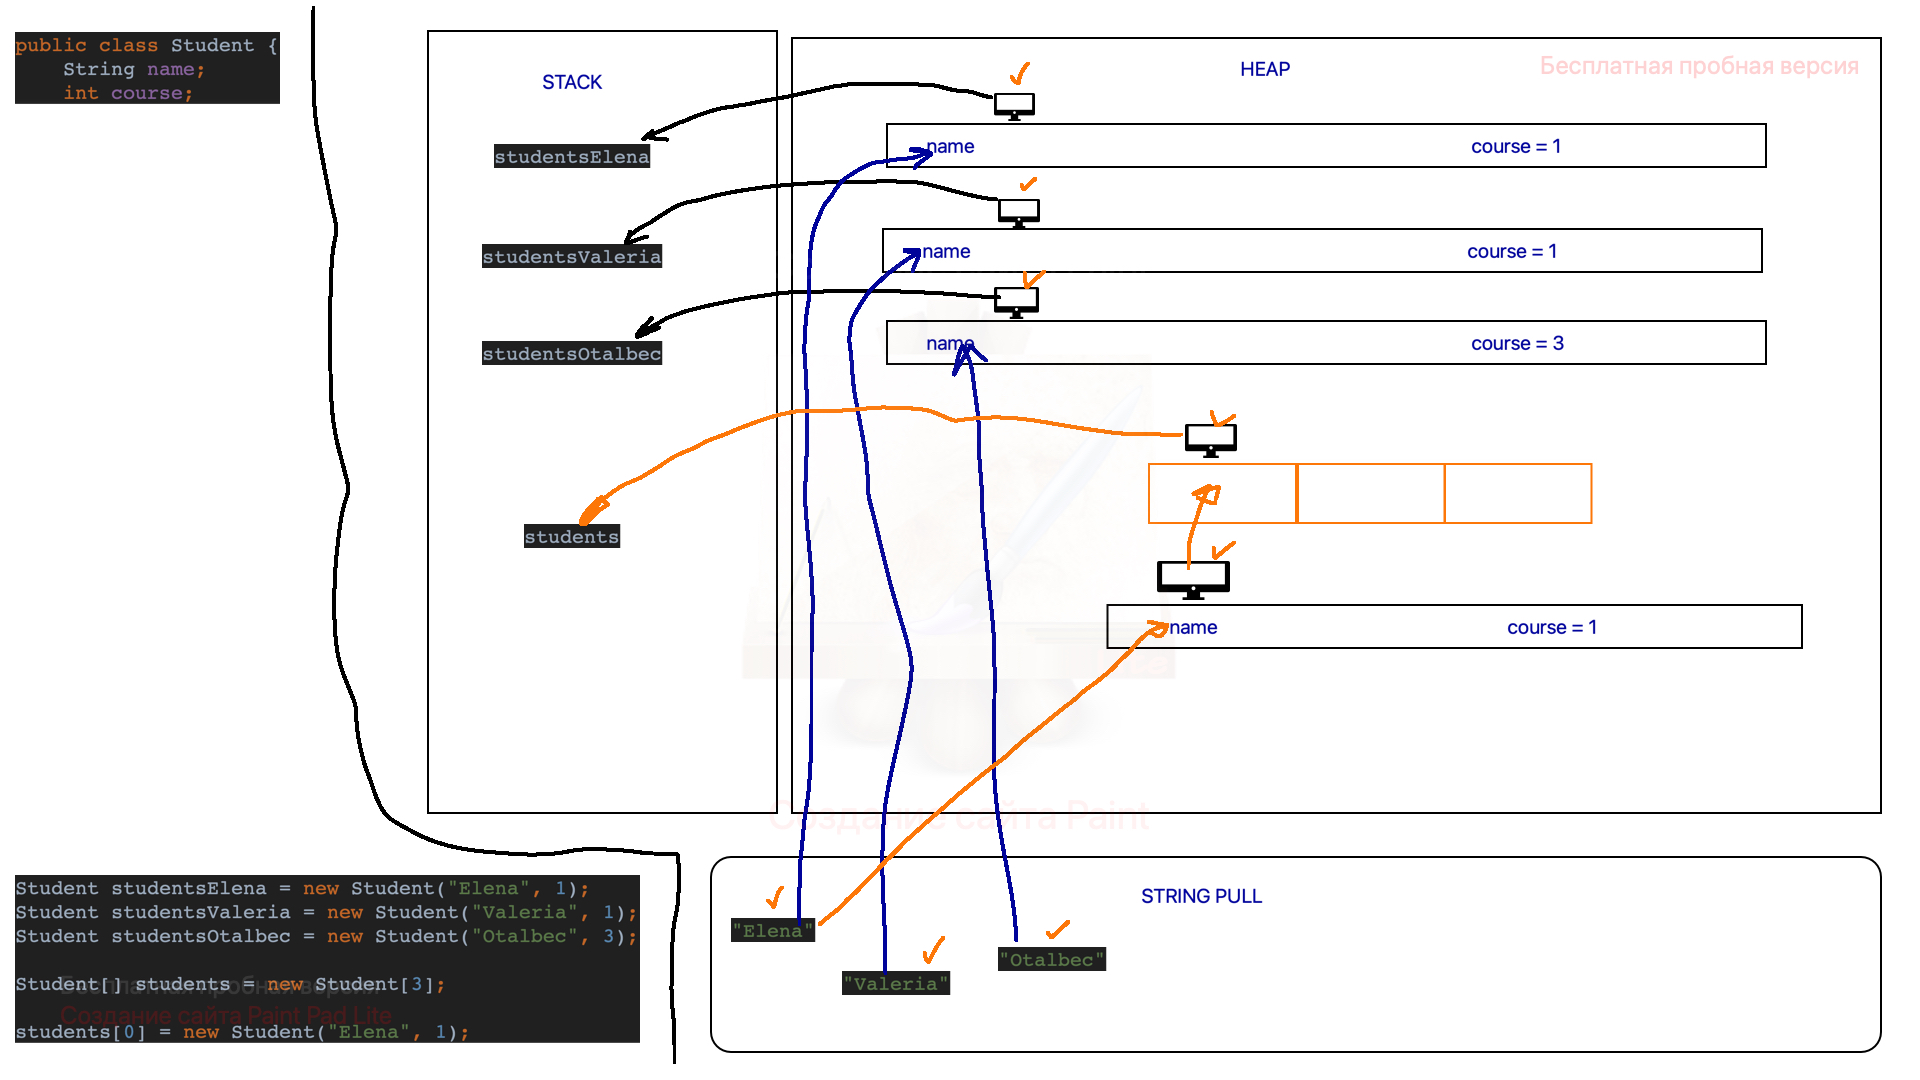 public class Student {
String name;
int course;
STACK
studentsElena
studentsValeria
studentsOtalbec
students
HEAP
Бесплатная пробная версия
name course = 1
name course = 1
name course = 3
name course = 1
Создание сайта Paint
STRING PULL
"Elena"
"Valeria"
"Otalbec"
Student studentsElena = new Student("Elena", 1);
Student studentsValeria = new Student("Valeria", 1);
Student studentsOtalbec = new Student("Otalbec", 3);
Student[] students = new Student[3];
Бесплатная пробная версия
Создание сайта Paint Pad Lite
students[0] = new Student("Elena", 1);